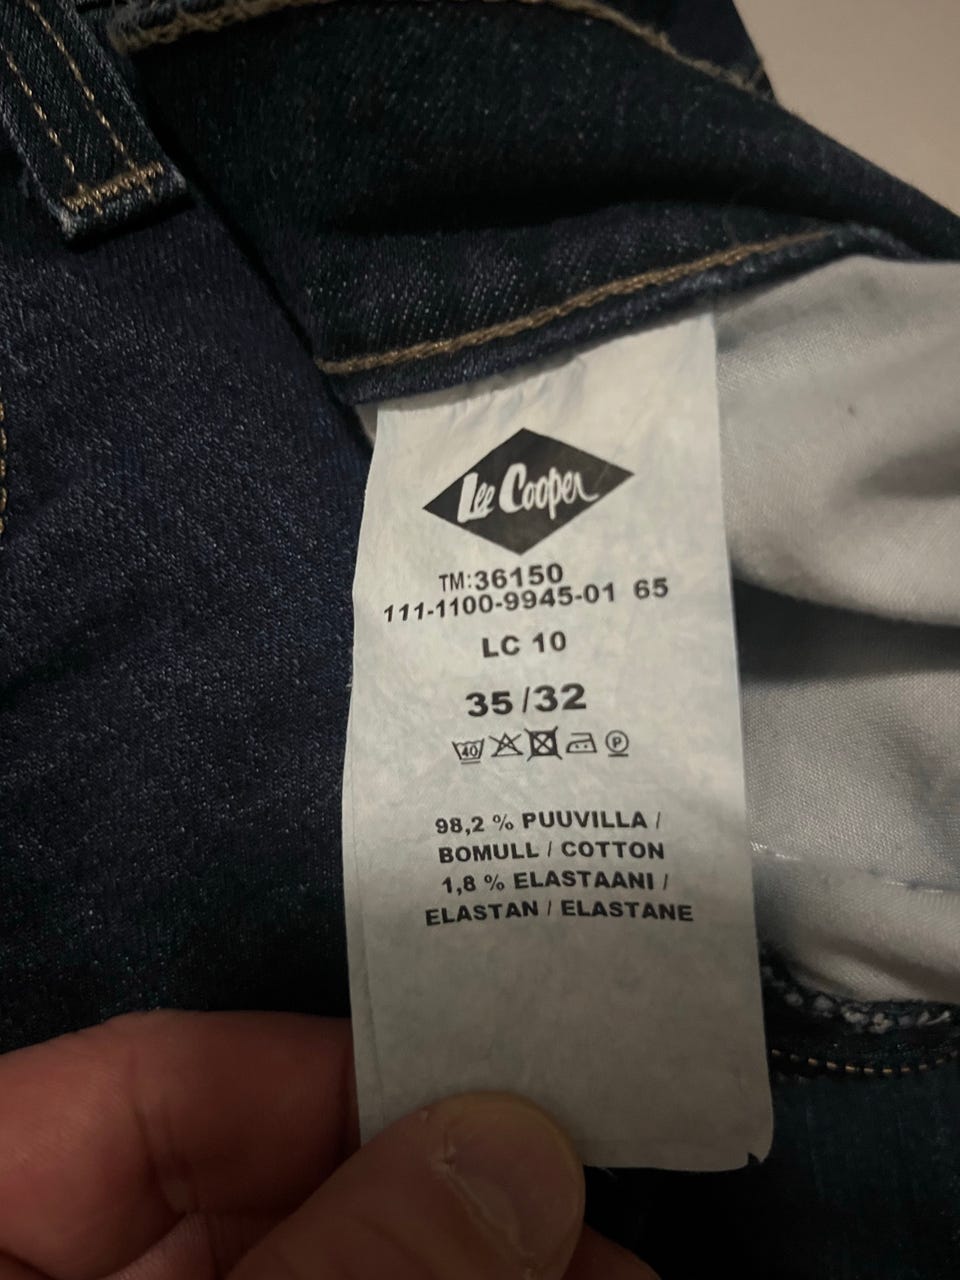 Lee Cooper
TM:36150
111-1100-9945-01 65
LC 10
35/32
40 P
98,2 % PUUVILLA /
BOMULL / COTTON
1,8 % ELASTAANI /
ELASTAN / ELASTANE